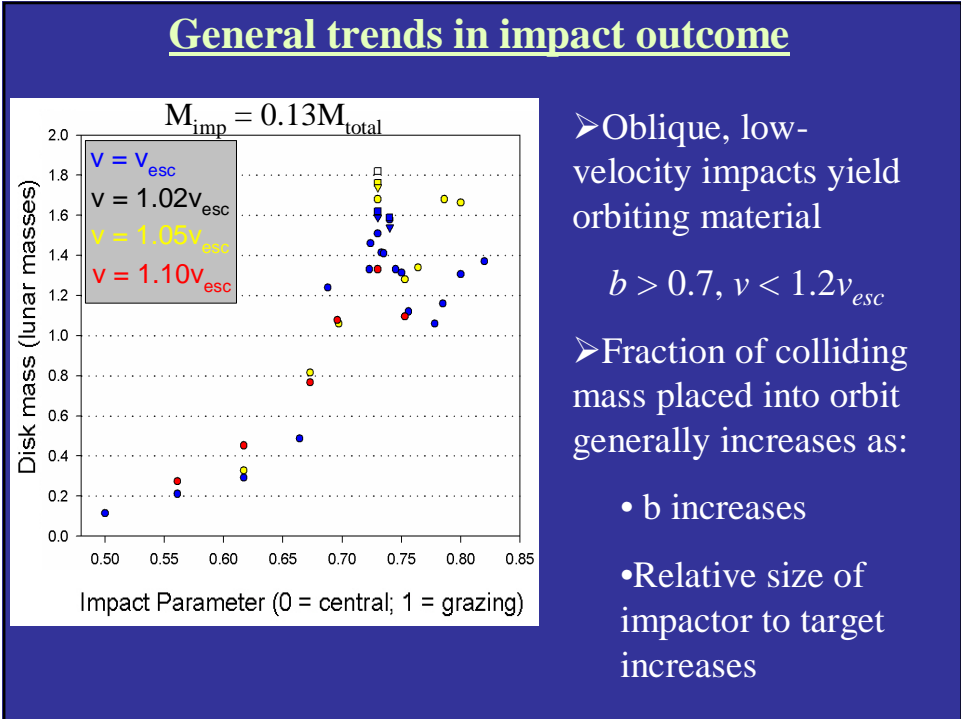 General trends in impact outcome
M_imp = 0.13M_total
v = v_esc
v = 1.02v_esc
v = 1.05v_esc
v = 1.10v_esc
Disk mass (lunar masses)
2.0
1.8
1.6
1.4
1.2
1.0
0.8
0.6
0.4
0.2
0.0
0.50 0.55 0.60 0.65 0.70 0.75 0.80 0.85
Impact Parameter (0 = central; 1 = grazing)
➢Oblique, low-
velocity impacts yield
orbiting material
b > 0.7, v < 1.2v_esc
➢Fraction of colliding
mass placed into orbit
generally increases as:
• b increases
•Relative size of
impactor to target
increases